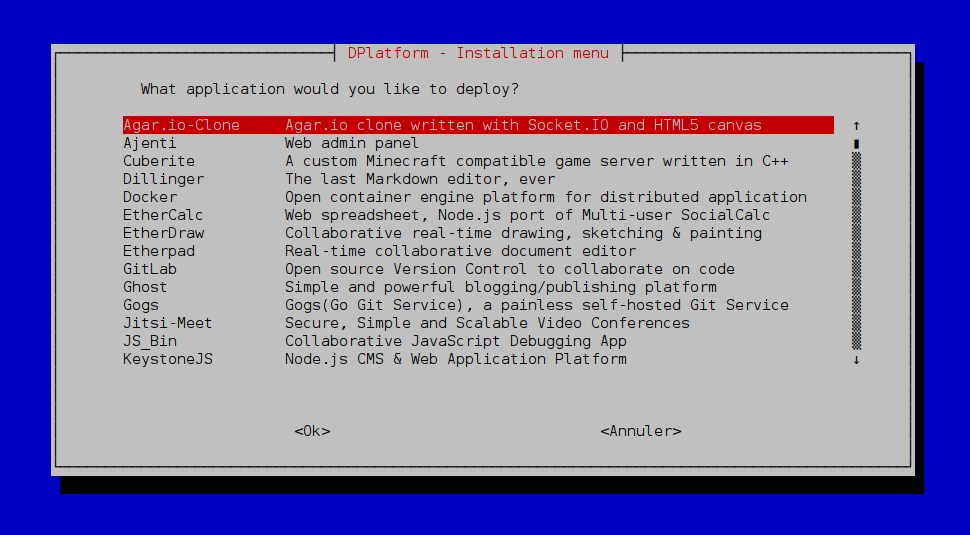 DPlatform - Installation menu
What application would you like to deploy?
Agar.io-Clone Agar.io clone written with Socket.IO and HTML5 canvas
Ajenti Web admin panel
Cuberite A custom Minecraft compatible game server written in C++
Dillinger The last Markdown editor, ever
Docker Open container engine platform for distributed application
EtherCalc Web spreadsheet, Node.js port of Multi-user SocialCalc
EtherDraw Collaborative real-time drawing, sketching & painting
Etherpad Real-time collaborative document editor
GitLab Open source Version Control to collaborate on code
Ghost Simple and powerful blogging/publishing platform
Gogs Gogs(Go Git Service), a painless self-hosted Git Service
Jitsi-Meet Secure, Simple and Scalable Video Conferences
JS_Bin Collaborative JavaScript Debugging App
KeystoneJS Node.js CMS & Web Application Platform
<Ok> <Annuler>